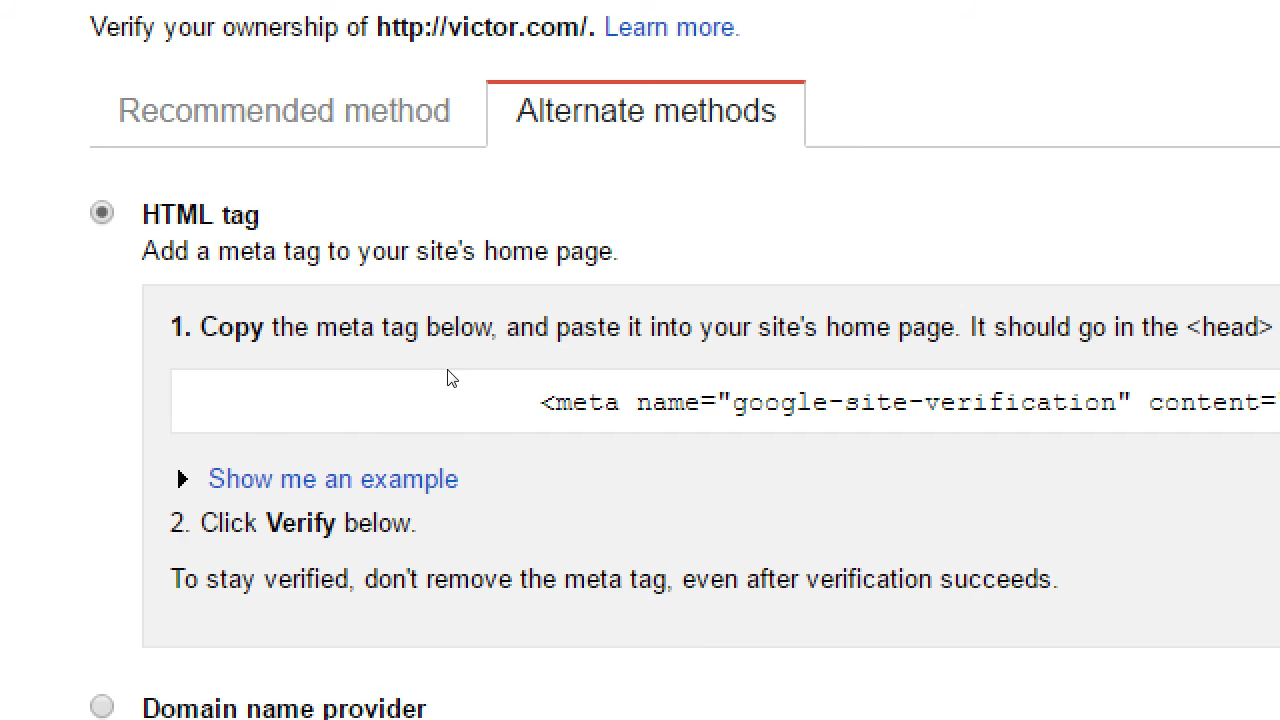 Verify your ownership of http://victor.com/. Learn more.
Recommended method
Alternate methods
HTML tag
Add a meta tag to your site's home page.
1. Copy the meta tag below, and paste it into your site's home page. It should go in the <head>
<meta name="google-site-verification" content=
Show me an example
2. Click Verify below.
To stay verified, don't remove the meta tag, even after verification succeeds.
Domain name provider